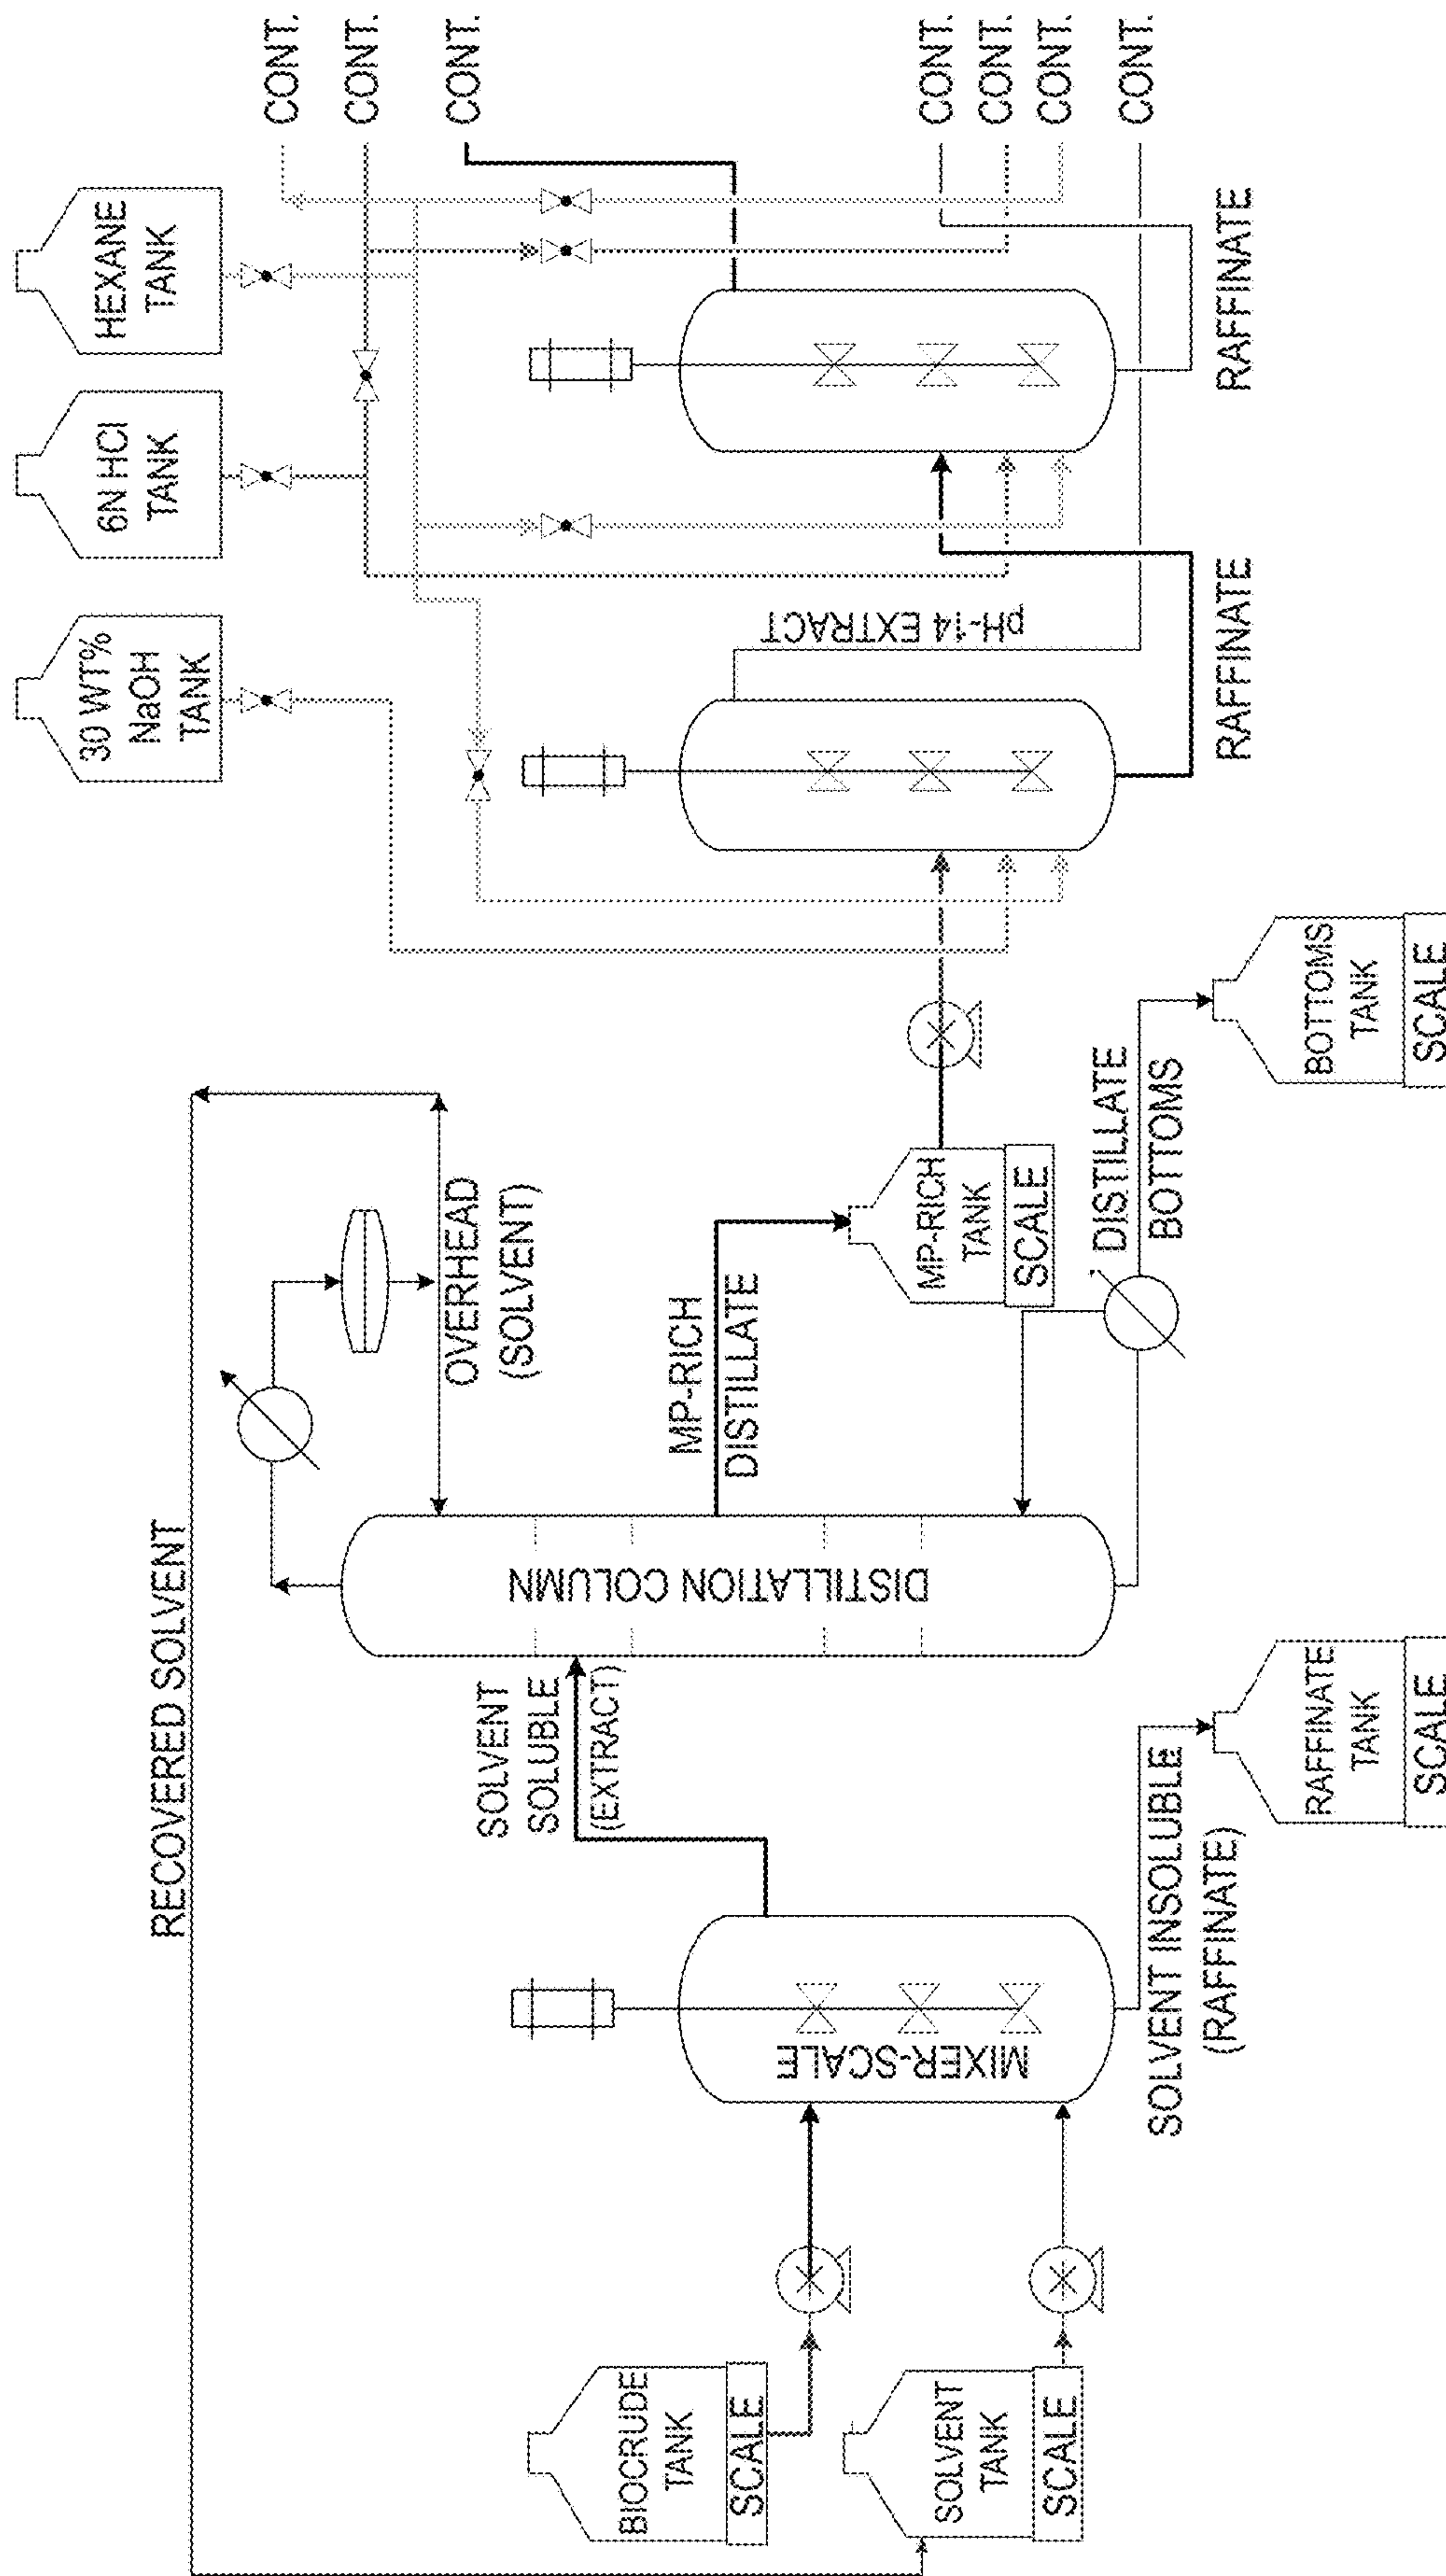 RECOVERED SOLVENT
BIOCRUDE
TANK
SCALE
SOLVENT
TANK
SCALE
MIXER-SCALE
SOLVENT INSOLUBLE
(RAFFINATE)
RAFFINATE
TANK
SCALE
SOLVENT
SOLUBLE
(EXTRACT)
DISTILLATION COLUMN
OVERHEAD
(SOLVENT)
MP-RICH
DISTILLATE
MP-RICH
TANK
SCALE
DISTILLATE
BOTTOMS
BOTTOMS
TANK
SCALE
30 WT%
NaOH
TANK
6N HCl
TANK
HEXANE
TANK
pH-14 EXTRACT
RAFFINATE
RAFFINATE
CONT.
CONT.
CONT.
CONT.
CONT.
CONT.
CONT.